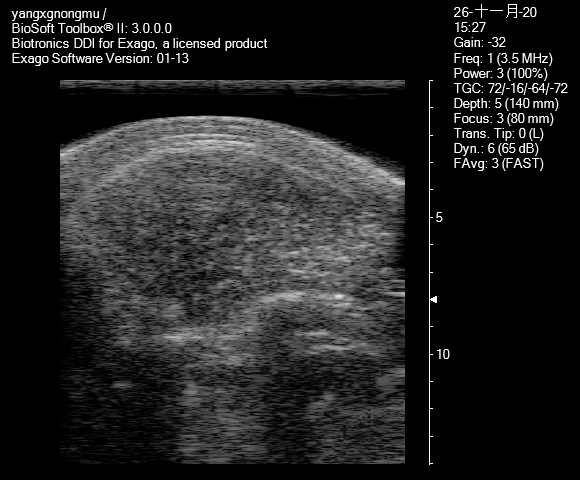 yangxgnongmu /
BioSoft Toolbox® II: 3.0.0.0
Biotronics DDI for Exago, a licensed product
Exago Software Version: 01-13
26-十一月-20
15:27
Gain: -32
Freq: 1 (3.5 MHz)
Power: 3 (100%)
TGC: 72/-16/-64/-72
Depth: 5 (140 mm)
Focus: 3 (80 mm)
Trans. Tip: 0 (L)
Dyn.: 6 (65 dB)
FAvg: 3 (FAST)
5
10